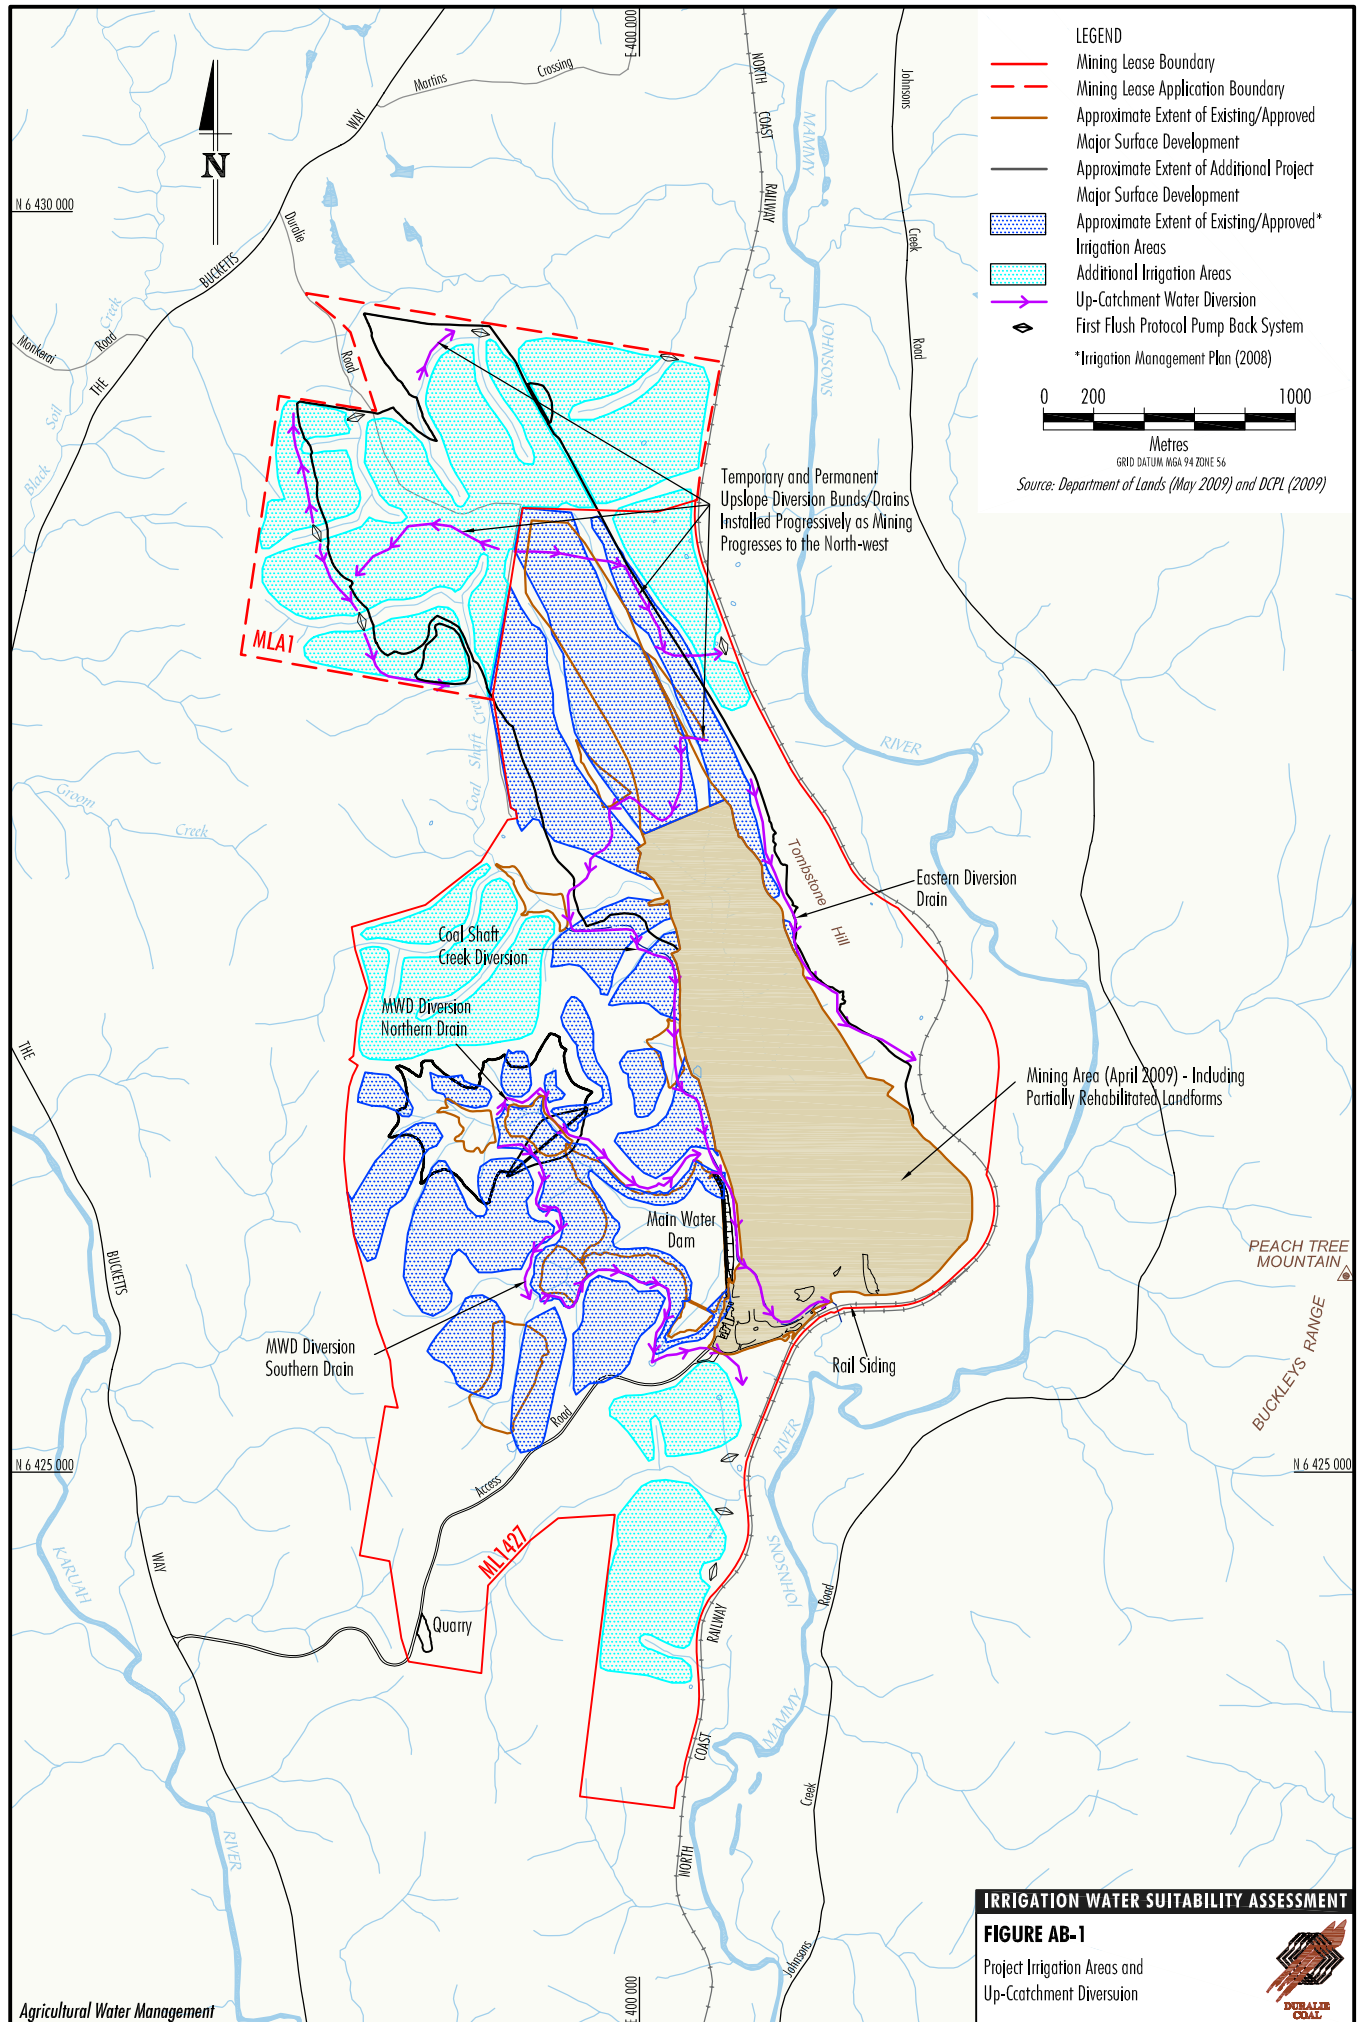 LEGEND
Mining Lease Boundary
Mining Lease Application Boundary
Approximate Extent of Existing/Approved
Major Surface Development
Approximate Extent of Additional Project
Major Surface Development
Approximate Extent of Existing/Approved*
Irrigation Areas
Additional Irrigation Areas
Up-Catchment Water Diversion
First Flush Protocol Pump Back System
*Irrigation Management Plan (2008)
0 200 1000
Metres
GRID DATUM MGA 94 ZONE 56
Source: Department of Lands (May 2009) and DCPL (2009)
E 400 000
Martins Crossing
WAY
NORTH
COAST
RAILWAY
MAMMY
JOHNSONS
Johnsons
Creek
Road
N
N 6 430 000
Duralie
Road
BUCKETTS
THE
Monkerai Road
Black Soil Creek
Temporary and Permanent
Upslope Diversion Bunds/Drains
Installed Progressively as Mining
Progresses to the North-west
MLA1
Coal Shaft Creek
RIVER
Groom Creek
Tombstone
Hill
Eastern Diversion
Drain
Coal Shaft
Creek Diversion
MWD Diversion
Northern Drain
THE
Mining Area (April 2009) - Including
Partially Rehabilitated Landforms
Main Water
Dam
PEACH TREE
MOUNTAIN
BUCKETTS
BUCKLEYS RANGE
MWD Diversion
Southern Drain
Rail Siding
Access Road
RIVER
N 6 425 000
N 6 425 000
ML1427
SNOSNHOJ
KARUAH
WAY
Road
Quarry
RAILWAY
MAMMY
COAST
Creek
RIVER
NORTH
Johnsons
E 400 000
IRRIGATION WATER SUITABILITY ASSESSMENT
FIGURE AB-1
Project Irrigation Areas and
Up-Ccatchment Diversuion
DURALIE
COAL
Agricultural Water Management